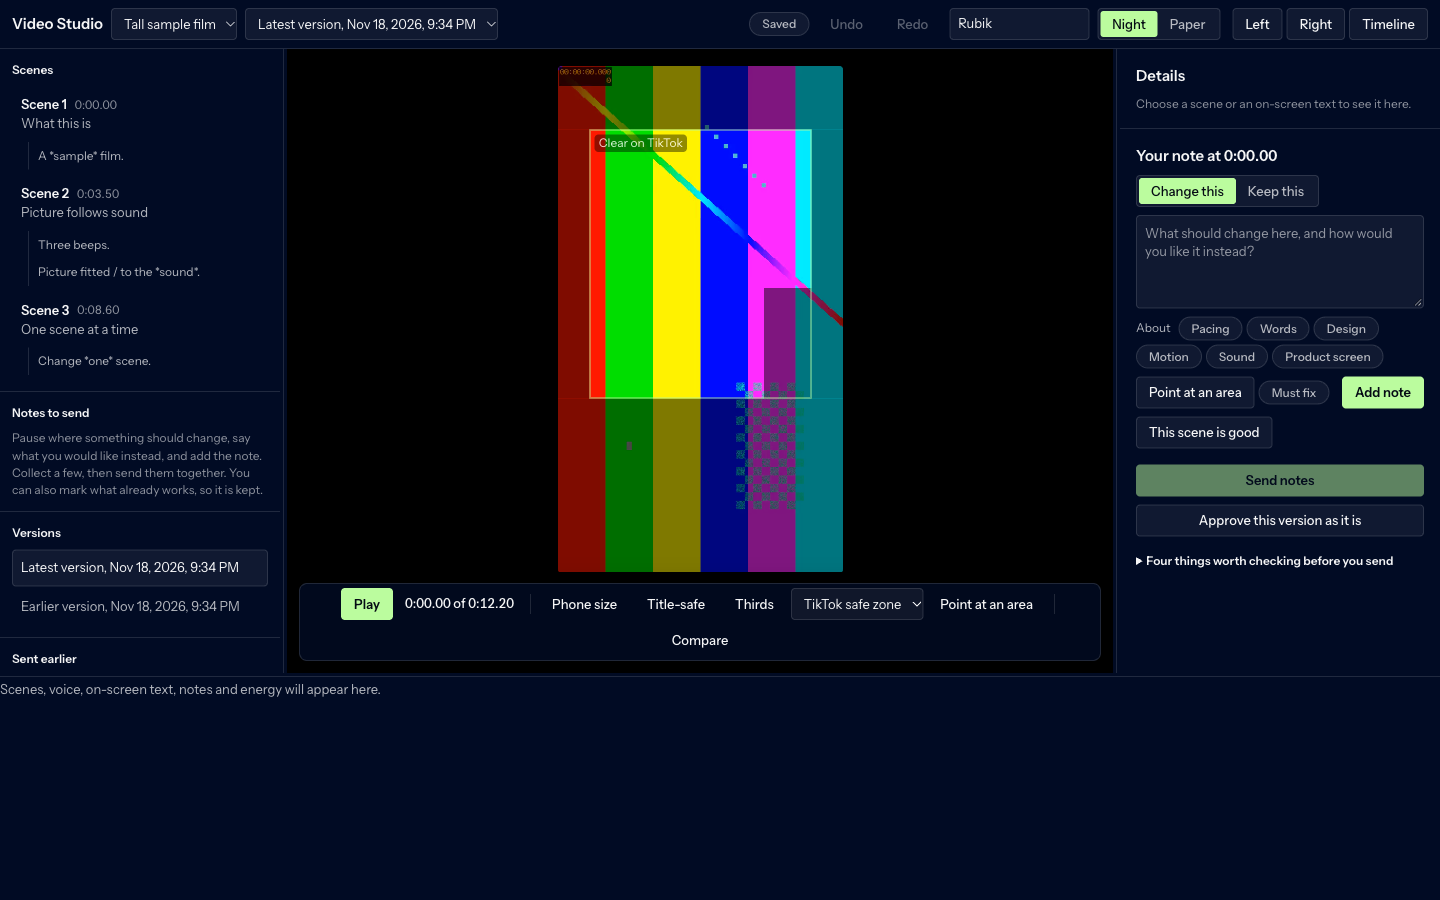 Video Studio
Tall sample film
Latest version, Nov 18, 2026, 9:34 PM
Saved
Undo
Redo
Rubik
Night
Paper
Left
Right
Timeline
Scenes
Scene 1 0:00.00
What this is
A *sample* film.
Scene 2 0:03.50
Picture follows sound
Three beeps.
Picture fitted / to the *sound*.
Scene 3 0:08.60
One scene at a time
Change *one* scene.
Notes to send
Pause where something should change, say
what you would like instead, and add the note.
Collect a few, then send them together. You
can also mark what already works, so it is kept.
Versions
Latest version, Nov 18, 2026, 9:34 PM
Earlier version, Nov 18, 2026, 9:34 PM
Sent earlier
00:00:00.000
0
Clear on TikTok
Play
0:00.00 of 0:12.20
Phone size
Title-safe
Thirds
TikTok safe zone
Point at an area
Compare
Details
Choose a scene or an on-screen text to see it here.
Your note at 0:00.00
Change this
Keep this
What should change here, and how would
you like it instead?
About
Pacing
Words
Design
Motion
Sound
Product screen
Point at an area
Must fix
Add note
This scene is good
Send notes
Approve this version as it is
Four things worth checking before you send
Scenes, voice, on-screen text, notes and energy will appear here.